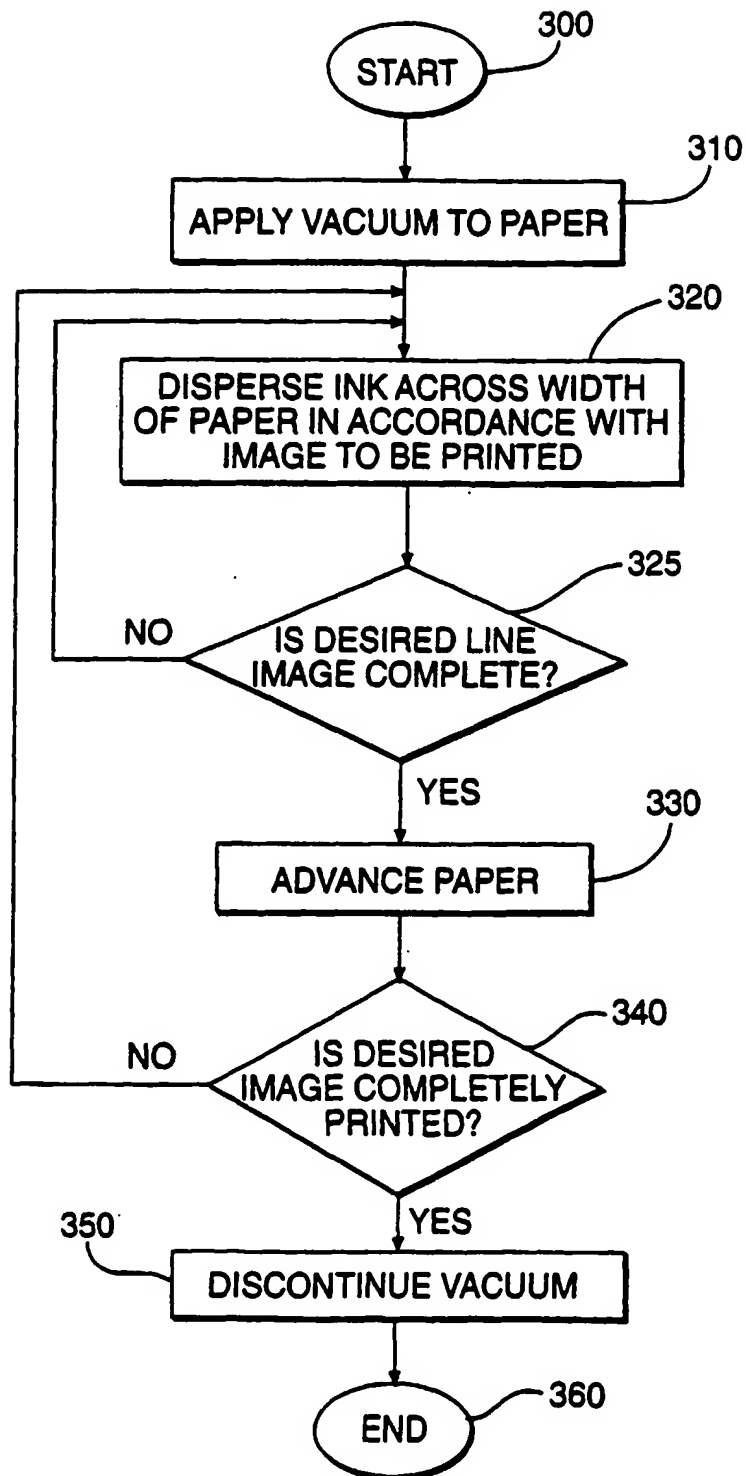 300
START
310
APPLY VACUUM TO PAPER
320
DISPERSE INK ACROSS WIDTH
OF PAPER IN ACCORDANCE WITH
IMAGE TO BE PRINTED
325
NO
IS DESIRED LINE
IMAGE COMPLETE?
YES
330
ADVANCE PAPER
340
NO
IS DESIRED
IMAGE COMPLETELY
PRINTED?
350
YES
DISCONTINUE VACUUM
360
END